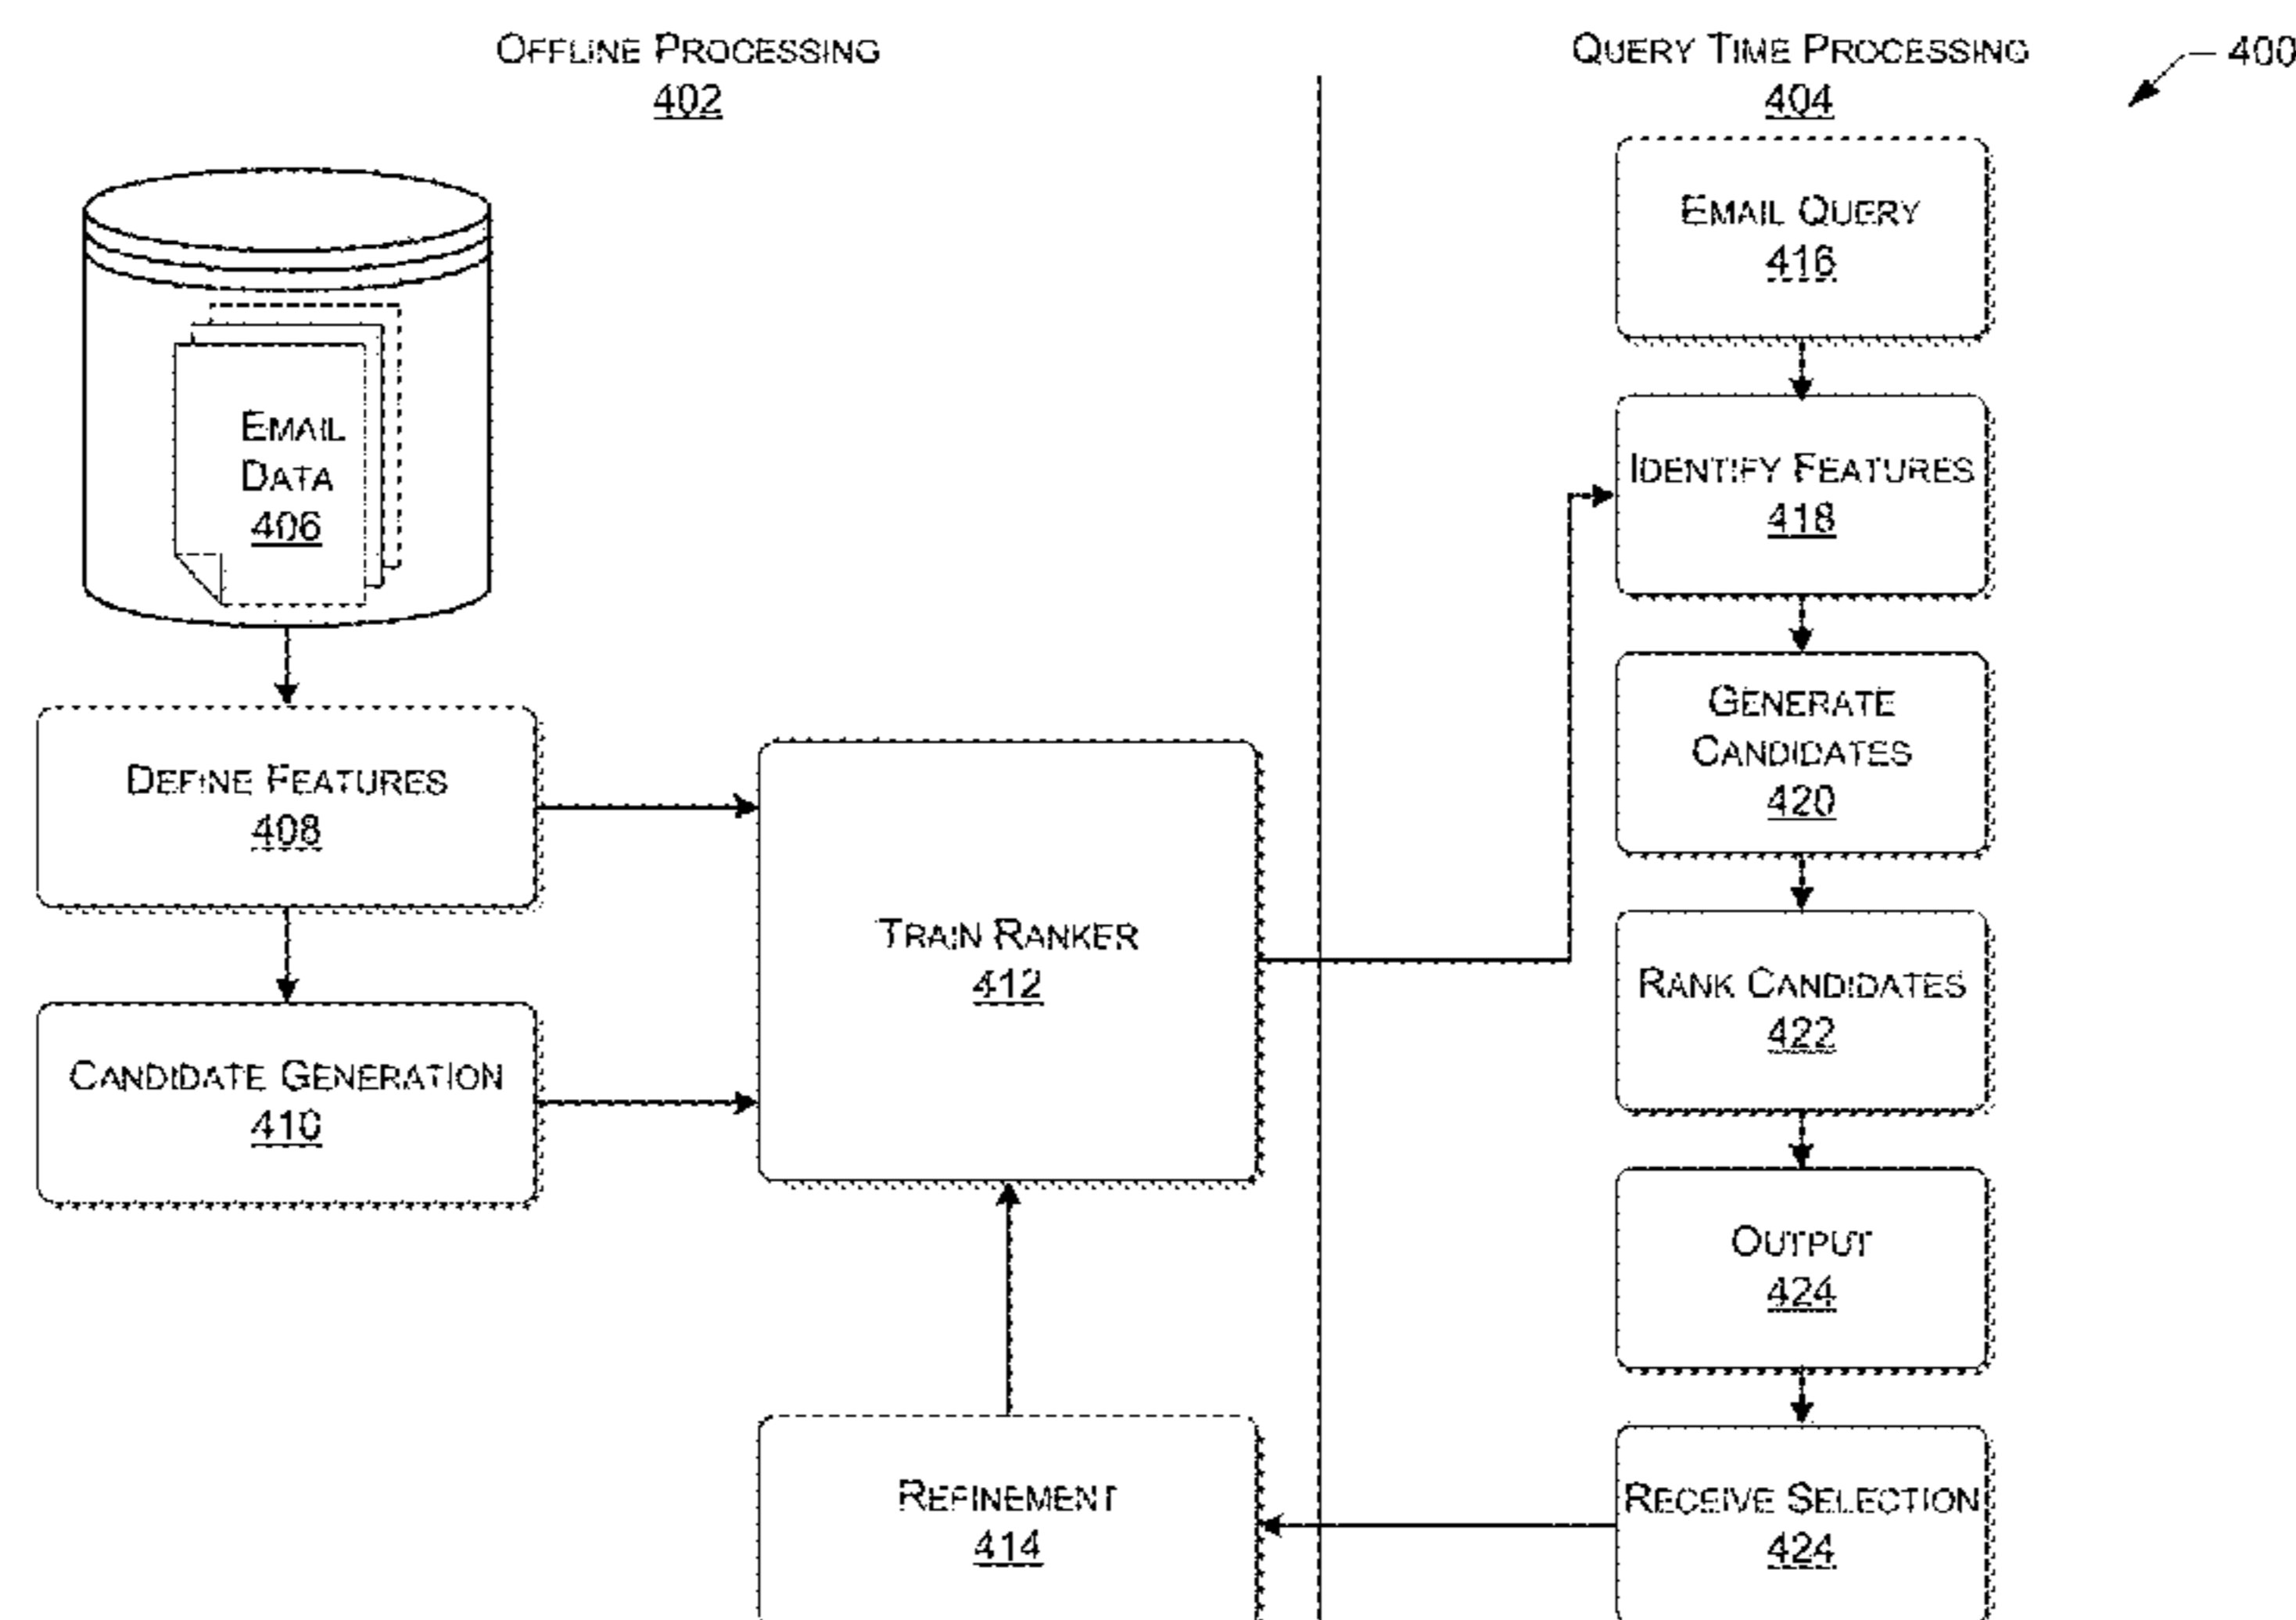 OFFLINE PROCESSING
402
QUERY TIME PROCESSING
404
400
EMAIL
DATA
406
DEFINE FEATURES
408
CANDIDATE GENERATION
410
TRAIN RANKER
412
REFINEMENT
414
EMAIL QUERY
416
IDENTIFY FEATURES
418
GENERATE
CANDIDATES
420
RANK CANDIDATES
422
OUTPUT
424
RECEIVE SELECTION
424